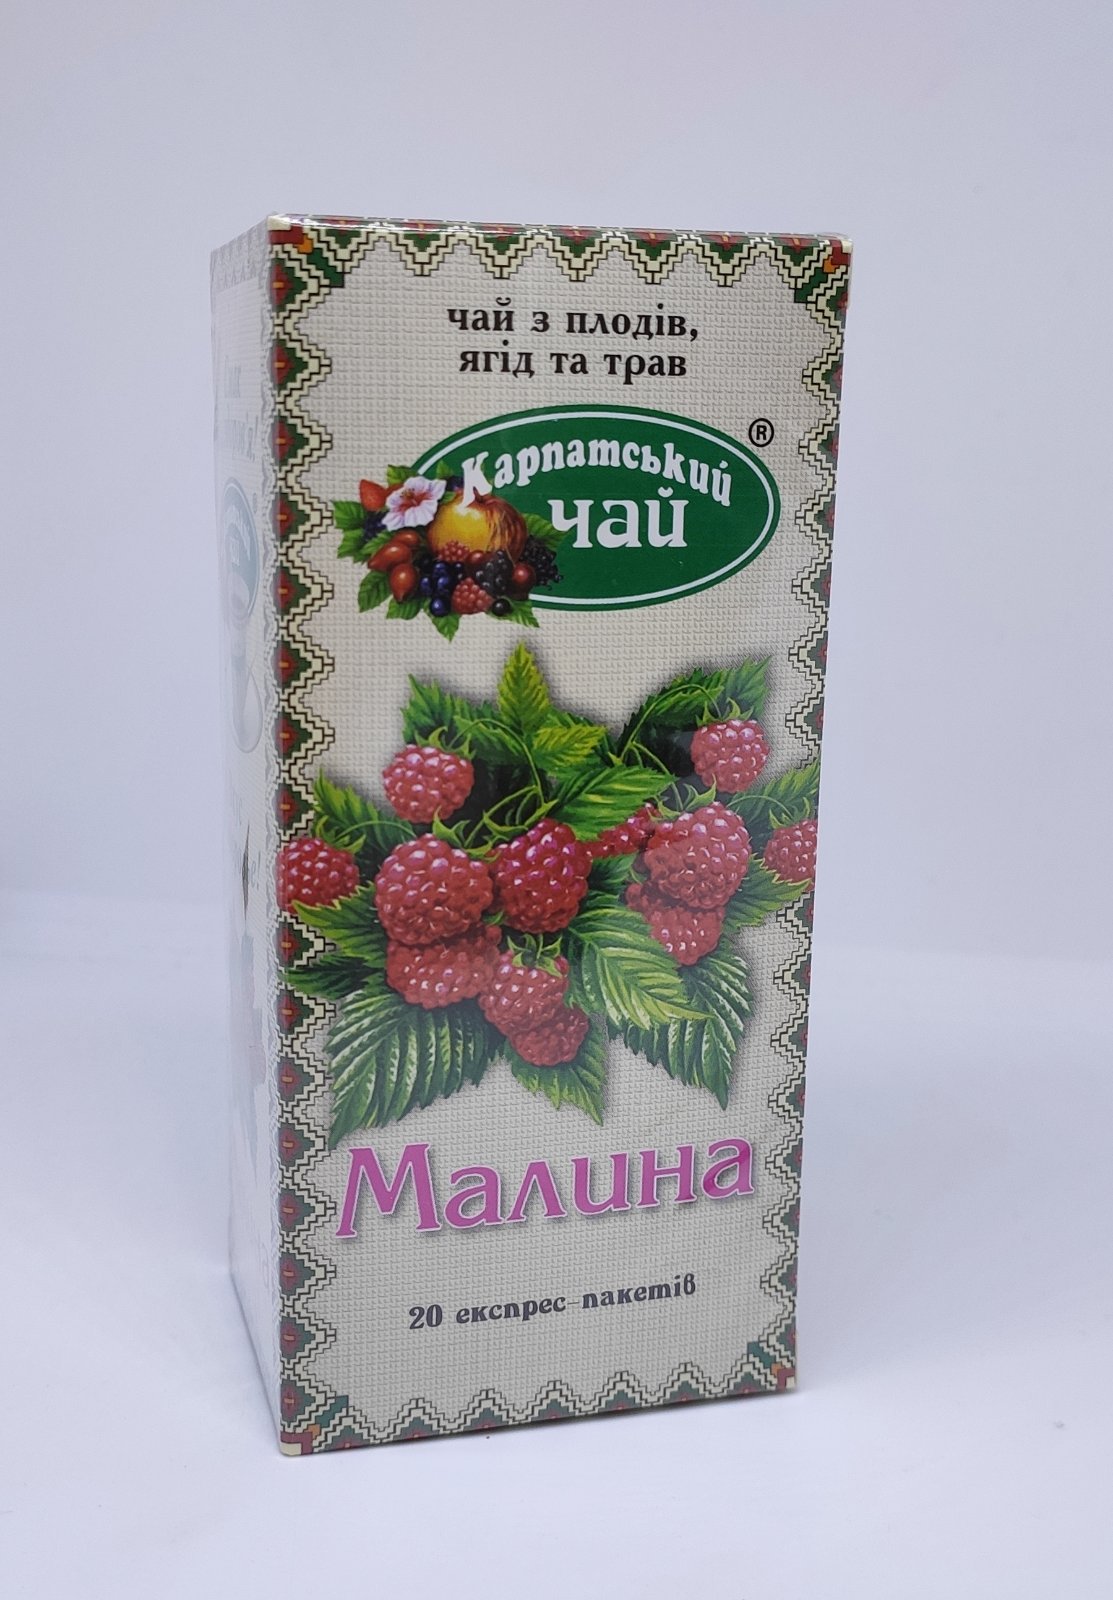 чай з плодів,
ягід та трав
Карпатський
чай
®
Малина
20 експрес-пакетів